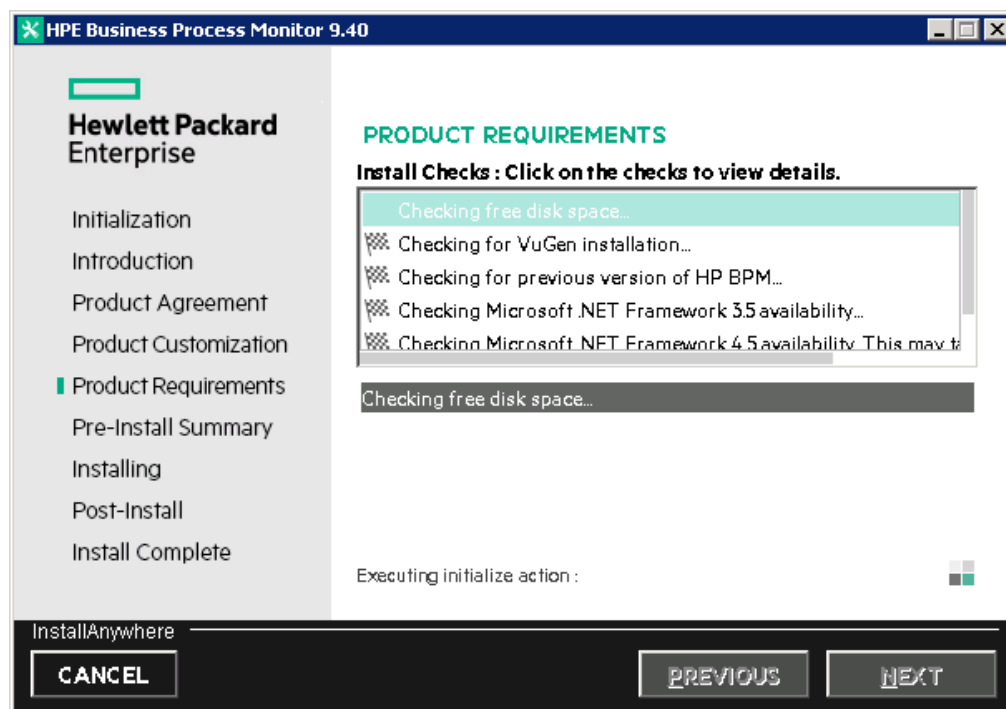 HPE Business Process Monitor 9.40
Hewlett Packard
Enterprise
Initialization
Introduction
Product Agreement
Product Customization
Product Requirements
Pre-Install Summary
Installing
Post-Install
Install Complete
PRODUCT REQUIREMENTS
Install Checks : Click on the checks to view details.
Checking free disk space...
Checking for VuGen installation...
Checking for previous version of HP BPM...
Checking Microsoft .NET Framework 3.5 availability...
Checking Microsoft .NET Framework 4.5 availability. This may ta
Checking free disk space...
Executing initialize action :
InstallAnywhere
CANCEL
PREVIOUS
NEXT